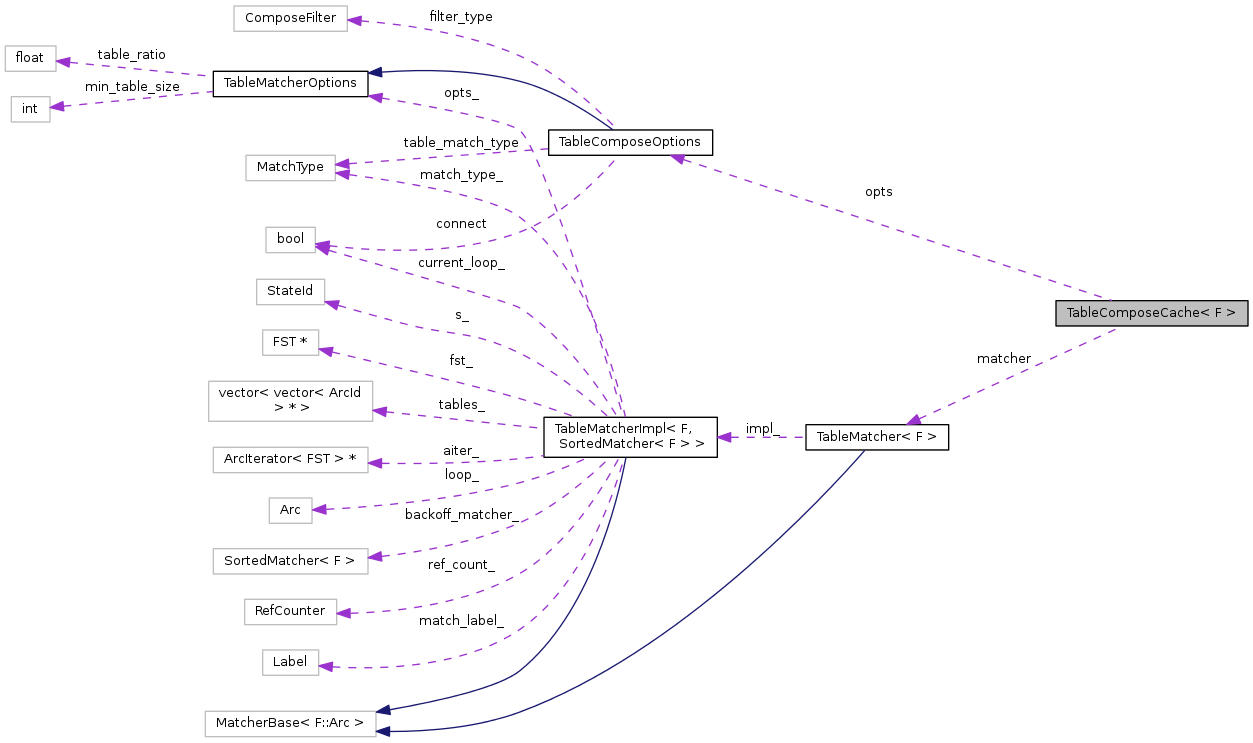 ComposeFilter
filter_type
float
table_ratio
TableMatcherOptions
min_table_size
int
opts_
TableComposeOptions
table_match_type
MatchType
match_type_
opts
connect
bool
current_loop_
StateId
s_
TableComposeCache< F >
FST *
fst_
matcher
vector< vector< ArcId
> * >
tables_
TableMatcherImpl< F,
SortedMatcher< F > >
impl_
TableMatcher< F >
aiter_
ArcIterator< FST > *
loop_
Arc
backoff_matcher_
SortedMatcher< F >
ref_count_
RefCounter
match_label_
Label
MatcherBase< F::Arc >